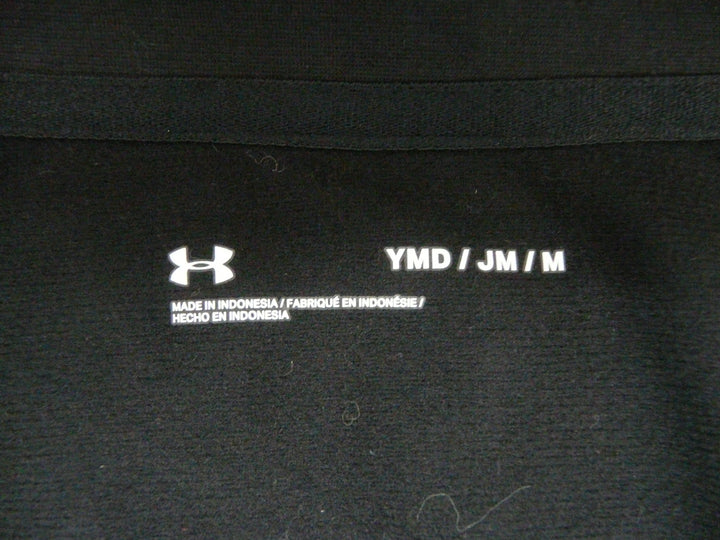 YMD / JM / M
MADE IN INDONESIA / FABRIQUÉ EN INDONÉSIE /
HECHO EN INDONESIA